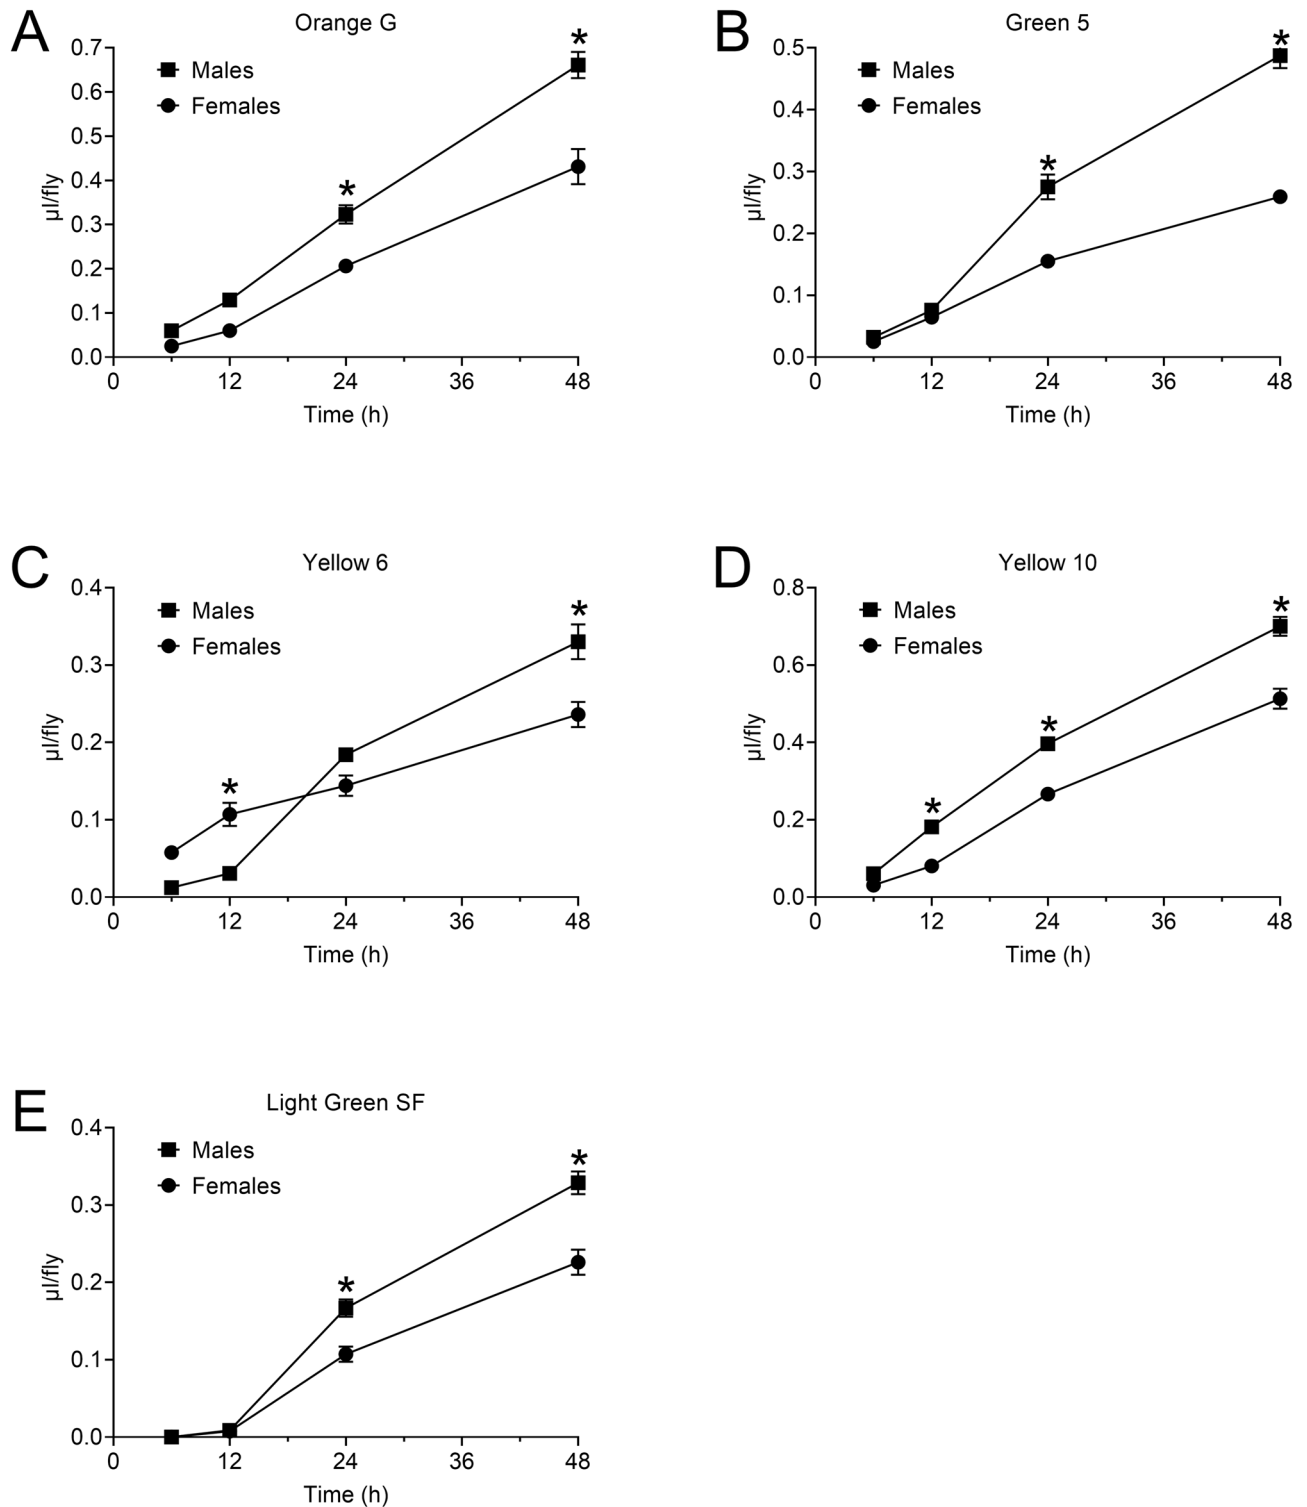 A
Orange G
Males
Females
*
*
µl/fly
0.7
0.6
0.5
0.4
0.3
0.2
0.1
0.0
0 12 24 36 48
Time (h)
B
Green 5
Males
Females
*
*
µl/fly
0.5
0.4
0.3
0.2
0.1
0.0
0 12 24 36 48
Time (h)
C
Yellow 6
Males
Females
*
*
µl/fly
0.4
0.3
0.2
0.1
0.0
0 12 24 36 48
Time (h)
D
Yellow 10
Males
Females
*
*
*
µl/fly
0.8
0.6
0.4
0.2
0.0
0 12 24 36 48
Time (h)
E
Light Green SF
Males
Females
*
*
µl/fly
0.4
0.3
0.2
0.1
0.0
0 12 24 36 48
Time (h)